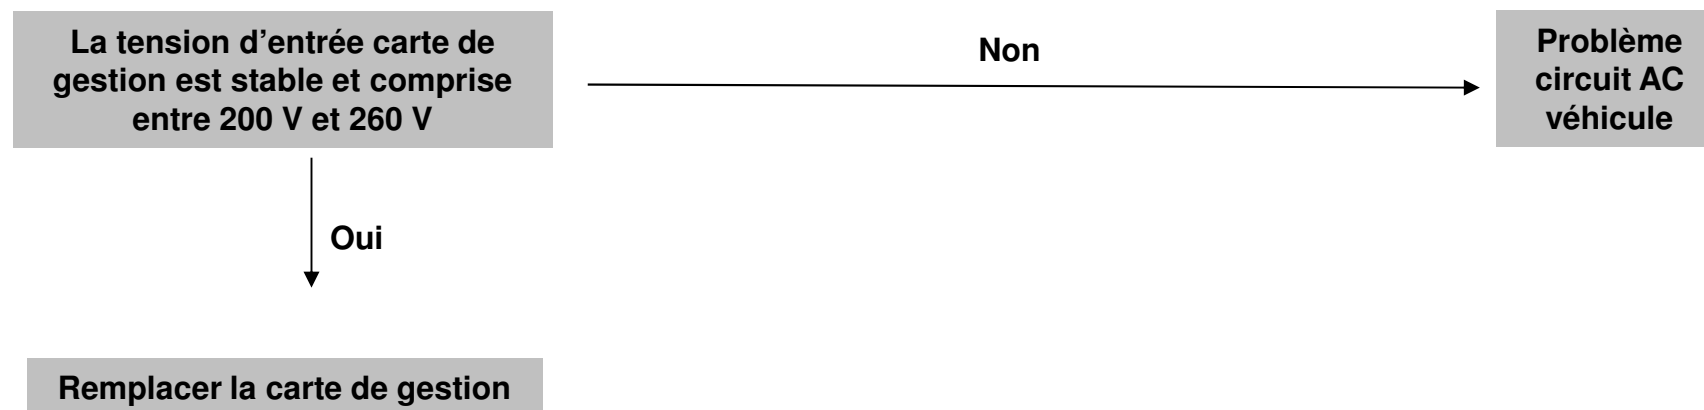 La tension d’entrée carte de
gestion est stable et comprise
entre 200 V et 260 V
Non
Problème
circuit AC
véhicule
Oui
Remplacer la carte de gestion